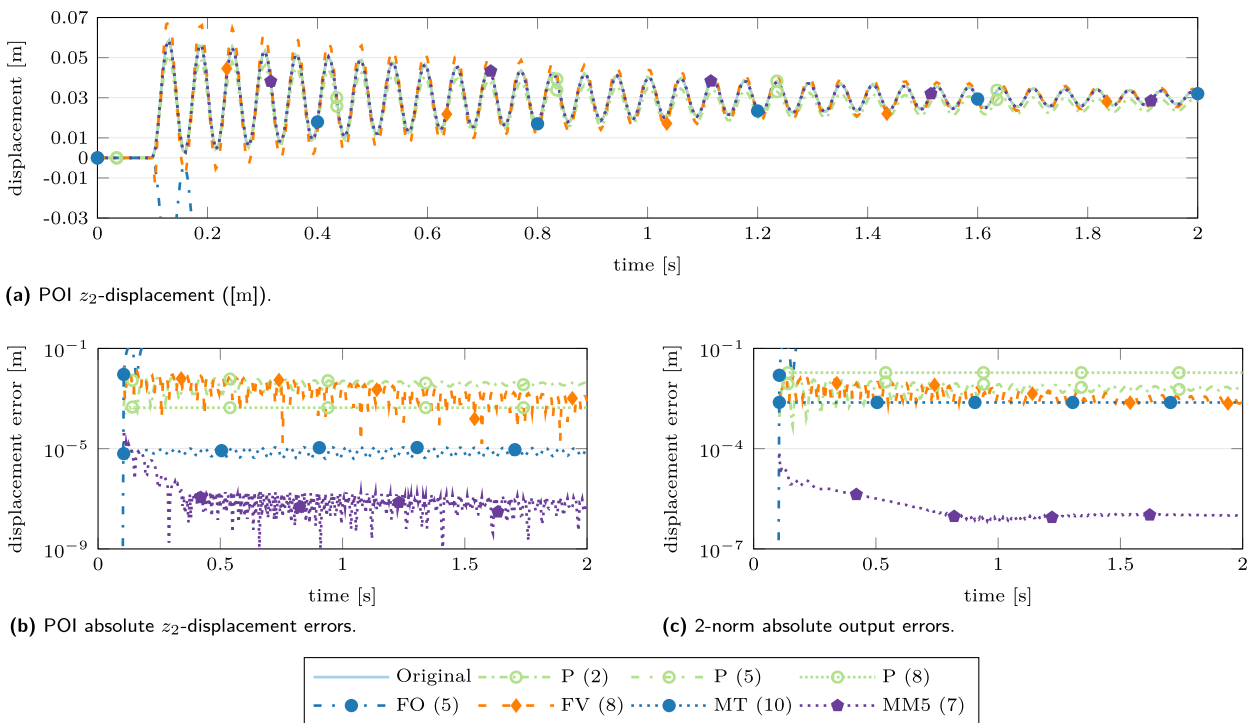 0.07
0.05
0.03
0.01
0
-0.01
-0.03
displacement [m]
0 0.2 0.4 0.6 0.8 1 1.2 1.4 1.6 1.8 2
time [s]
(a) POI z₂-displacement ([m]).
10⁻¹
10⁻⁵
10⁻⁹
displacement error [m]
0 0.5 1 1.5 2
time [s]
(b) POI absolute z₂-displacement errors.
10⁻¹
10⁻⁴
10⁻⁷
displacement error [m]
0 0.5 1 1.5 2
time [s]
(c) 2-norm absolute output errors.
Original P (2) P (5) P (8)
FO (5) FV (8) MT (10) MM5 (7)